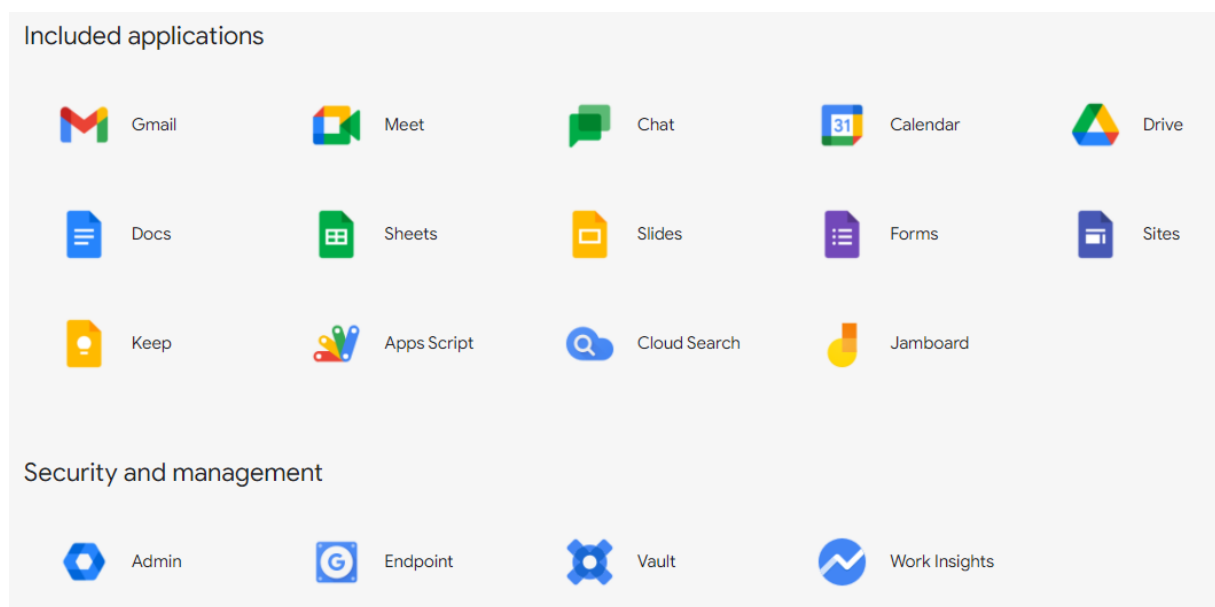 Included applications
Gmail Meet Chat 31 Calendar Drive
Docs Sheets Slides Forms Sites
Keep Apps Script Cloud Search Jamboard
Security and management
Admin G Endpoint Vault Work Insights